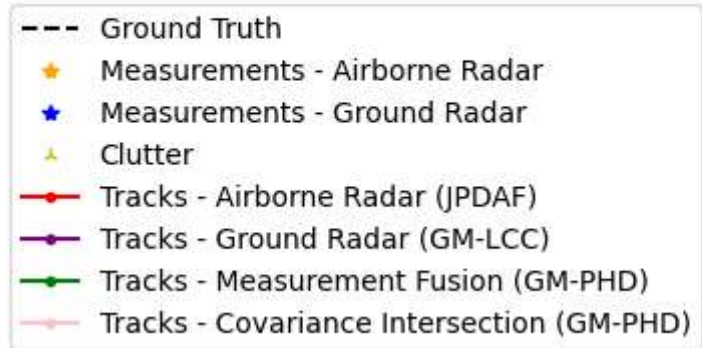 Ground Truth
Measurements - Airborne Radar
Measurements - Ground Radar
Clutter
Tracks - Airborne Radar (JPDAF)
Tracks - Ground Radar (GM-LCC)
Tracks - Measurement Fusion (GM-PHD)
Tracks - Covariance Intersection (GM-PHD)